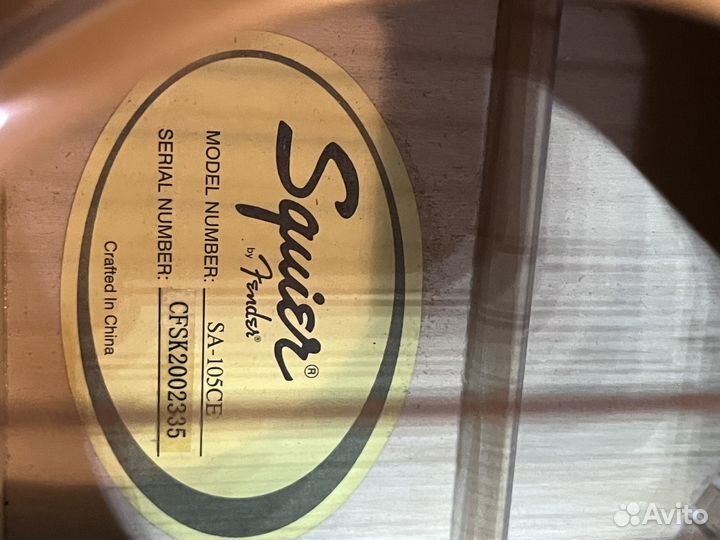 Squier®
by Fender®
MODEL NUMBER: SA-105CE
SERIAL NUMBER: CFSK2002335
Crafted In China
Avito